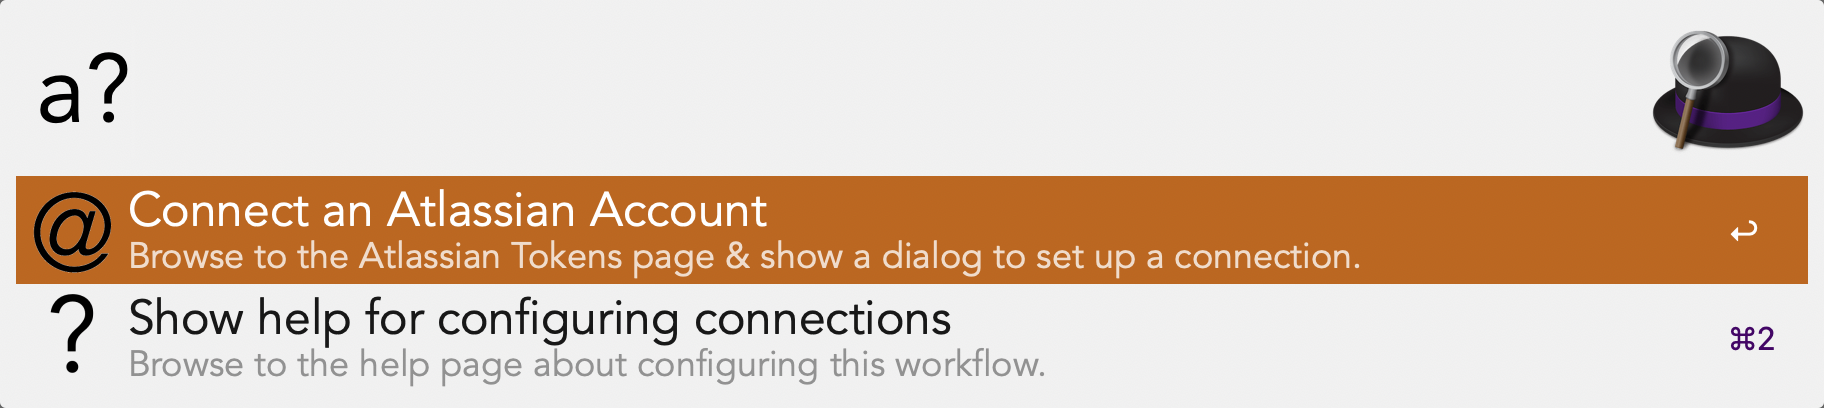 a?
@ Connect an Atlassian Account ↩
Browse to the Atlassian Tokens page & show a dialog to set up a connection.
? Show help for configuring connections ⌘2
Browse to the help page about configuring this workflow.